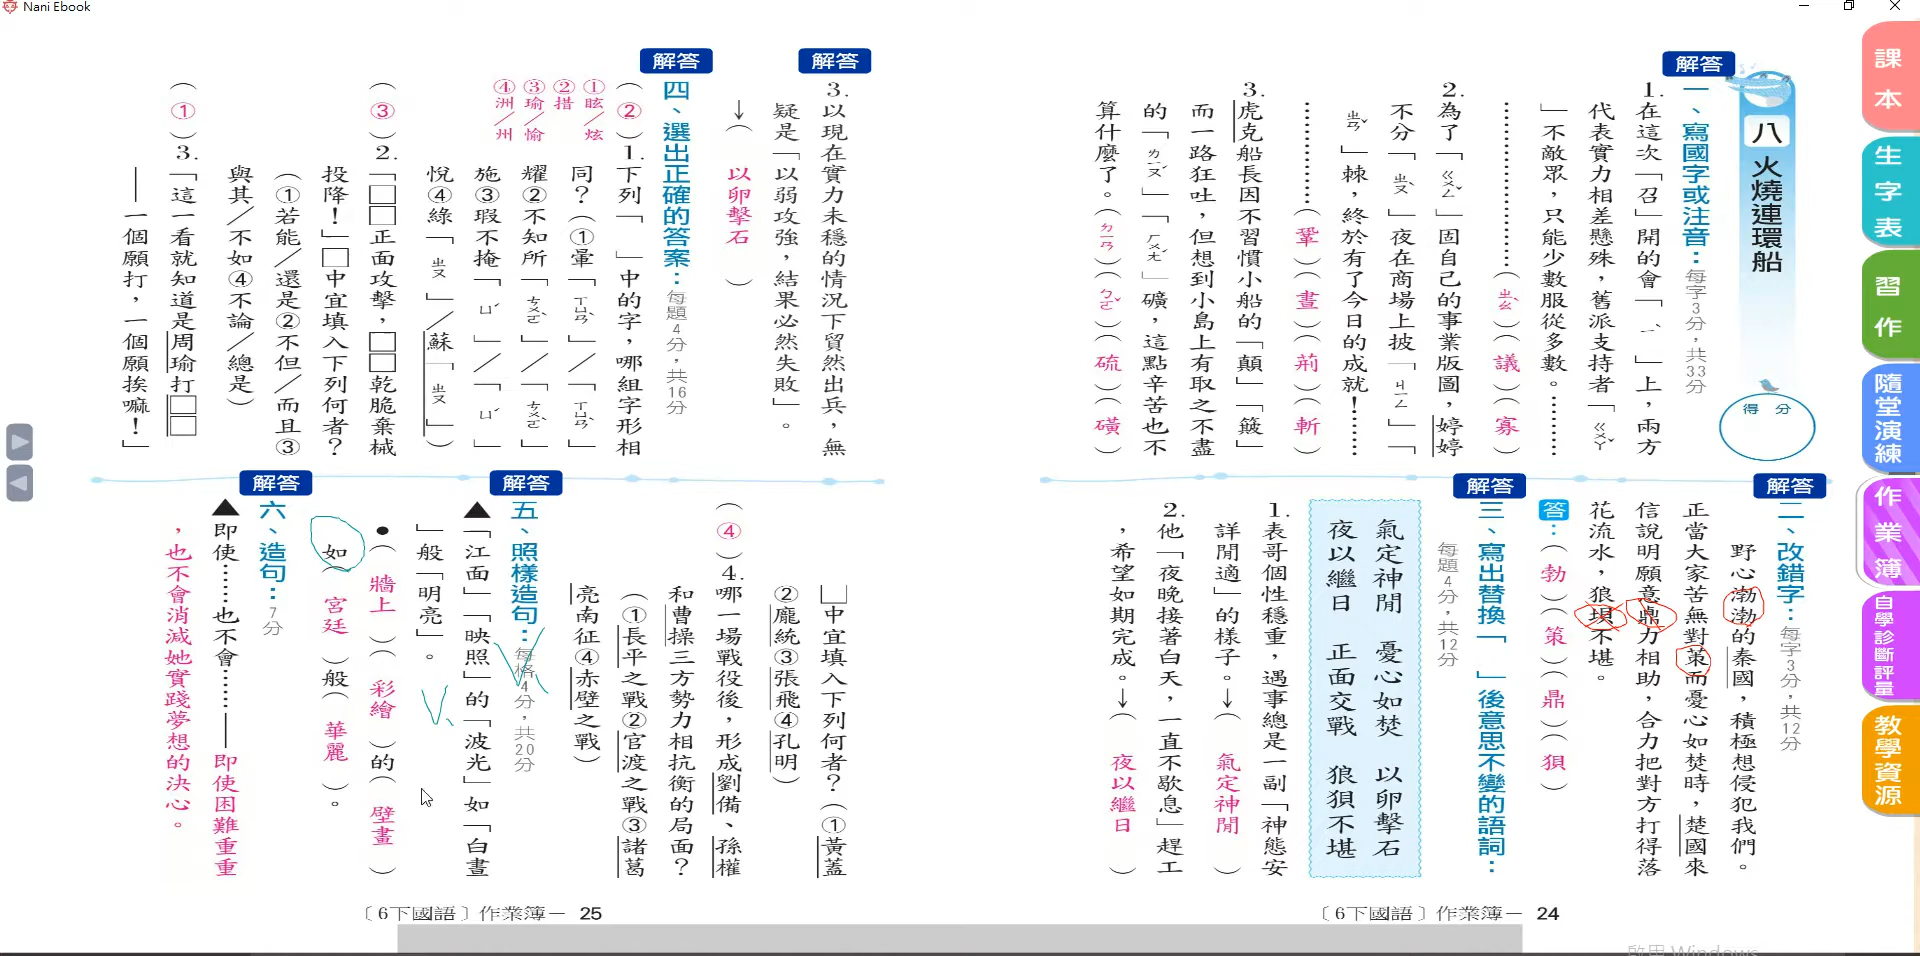 Nani Ebook
課本
生字表
習作
隨堂演練
作業簿
自學診斷評量
教學資源
八 火燒連環船
得分
解答
一、寫國字或注音：每字3分，共33分
1.在這次「召」開的會「ㄧˋ」上，兩方
代表實力相差懸殊，舊派支持者「ㄍㄨㄚˇ
」不敵眾，只能少數服從多數。………
………………………（ㄓㄠ）（議）（寡）
2.為了「ㄍㄨㄥˇ」固自己的事業版圖，婷婷
不分「ㄓㄡˋ」夜在商場上披「ㄐㄧㄥ」「
ㄓㄢˇ」棘，終於有了今日的成就！……
………………（鞏）（晝）（荊）（斬）
3.虎克船長因不習慣小船的「顛」「簸」
而一路狂吐，但想到小島上有取之不盡
的「ㄌㄧㄡˊ」「ㄏㄨㄤˊ」礦，這點辛苦也不
算什麼了。（ㄉㄧㄢ）（ㄅㄛˇ）（硫）（磺）
解答
二、改錯字：每字3分，共12分
野心渤渤的秦國，積極想侵犯我們。
正當大家苦無對茦而憂心如焚時，楚國來
信說明願意鼎力相助，合力把對方打得落
花流水，狼垻不堪。
答：（勃）（策）（鼎）（狽）
解答
三、寫出替換「　」後意思不變的語詞：
每題4分，共12分
氣定神閒　憂心如焚　以卵擊石
夜以繼日　正面交戰　狼狽不堪
1.表哥個性穩重，遇事總是一副「神態安
詳閒適」的樣子。→（氣定神閒）
2.他「夜晚接著白天，一直不歇息」趕工
，希望如期完成。→（夜以繼日）
〔6下國語〕作業簿－ 24
解答
3.以現在實力未穩的情況下貿然出兵，無
疑是「以弱攻強，結果必然失敗」。
→（以卵擊石）
解答
四、選出正確的答案：每題4分，共16分
（②）1.下列「　」中的字，哪組字形相
同？（①暈「ㄒㄩㄢˋ」／「ㄒㄩㄢˋ」
耀②不知所「ㄘㄨㄛˋ」／「ㄘㄨㄛˋ」
施③瑕不掩「ㄩˊ」／「ㄩˊ」
悅④綠「ㄓㄡ」／蘇「ㄓㄡ」）
①眩／炫
②措
③瑜／愉
④洲／州
（③）2.「□□正面攻擊，□□乾脆棄械
投降！」□中宜填入下列何者？
（①若能／還是②不但／而且③
與其／不如④不論／總是）
（①）3.「這一看就知道是周瑜打□□
——一個願打，一個願挨嘛！」
□中宜填入下列何者？（①黃蓋
②龐統③張飛④孔明）
（④）4.哪一場戰役後，形成劉備、孫權
和曹操三方勢力相抗衡的局面？
（①長平之戰②官渡之戰③諸葛
亮南征④赤壁之戰）
解答
五、照樣造句：每格4分，共20分
▲「江面」「映照」的「波光」如「白晝
」般「明亮」。
●（牆上）（彩繪）的（壁畫）
如（宮廷）般（華麗）。
解答
六、造句：7分
▲即使……也不會……——即使困難重重
，也不會消減她實踐夢想的決心。
〔6下國語〕作業簿－ 25